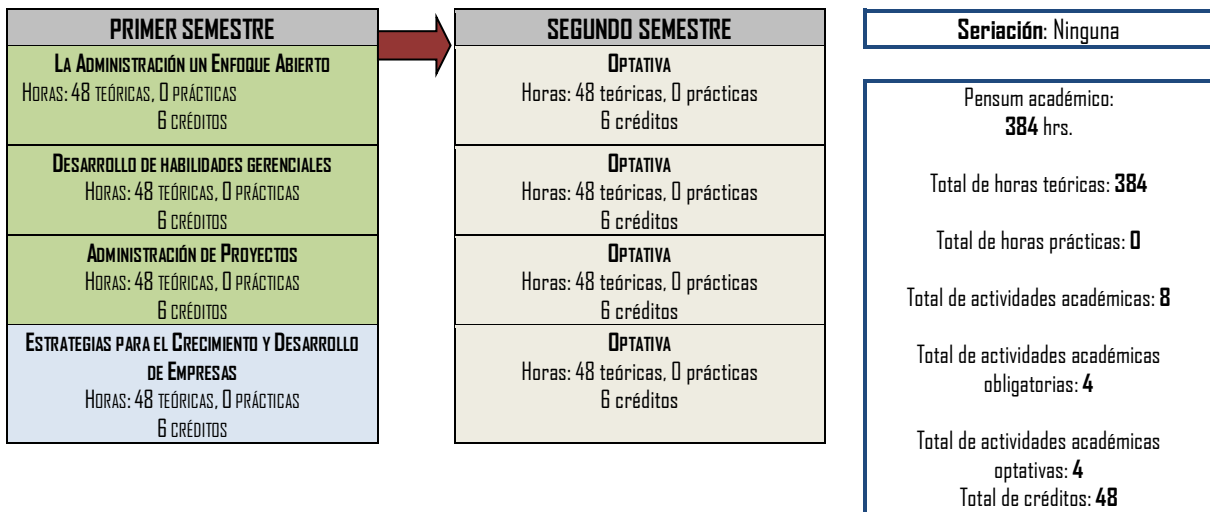 PRIMER SEMESTRE
LA ADMINISTRACIÓN UN ENFOQUE ABIERTO
HORAS: 48 TEÓRICAS, 0 PRÁCTICAS
6 CRÉDITOS
DESARROLLO DE HABILIDADES GERENCIALES
HORAS: 48 TEÓRICAS, 0 PRÁCTICAS
6 CRÉDITOS
ADMINISTRACIÓN DE PROYECTOS
HORAS: 48 TEÓRICAS, 0 PRÁCTICAS
6 CRÉDITOS
ESTRATEGIAS PARA EL CRECIMIENTO Y DESARROLLO
DE EMPRESAS
HORAS: 48 TEÓRICAS, 0 PRÁCTICAS
6 CRÉDITOS
SEGUNDO SEMESTRE
OPTATIVA
Horas: 48 teóricas, 0 prácticas
6 créditos
OPTATIVA
Horas: 48 teóricas, 0 prácticas
6 créditos
OPTATIVA
Horas: 48 teóricas, 0 prácticas
6 créditos
OPTATIVA
Horas: 48 teóricas, 0 prácticas
6 créditos
Seriación: Ninguna
Pensum académico:
384 hrs.
Total de horas teóricas: 384
Total de horas prácticas: 0
Total de actividades académicas: 8
Total de actividades académicas
obligatorias: 4
Total de actividades académicas
optativas: 4
Total de créditos: 48